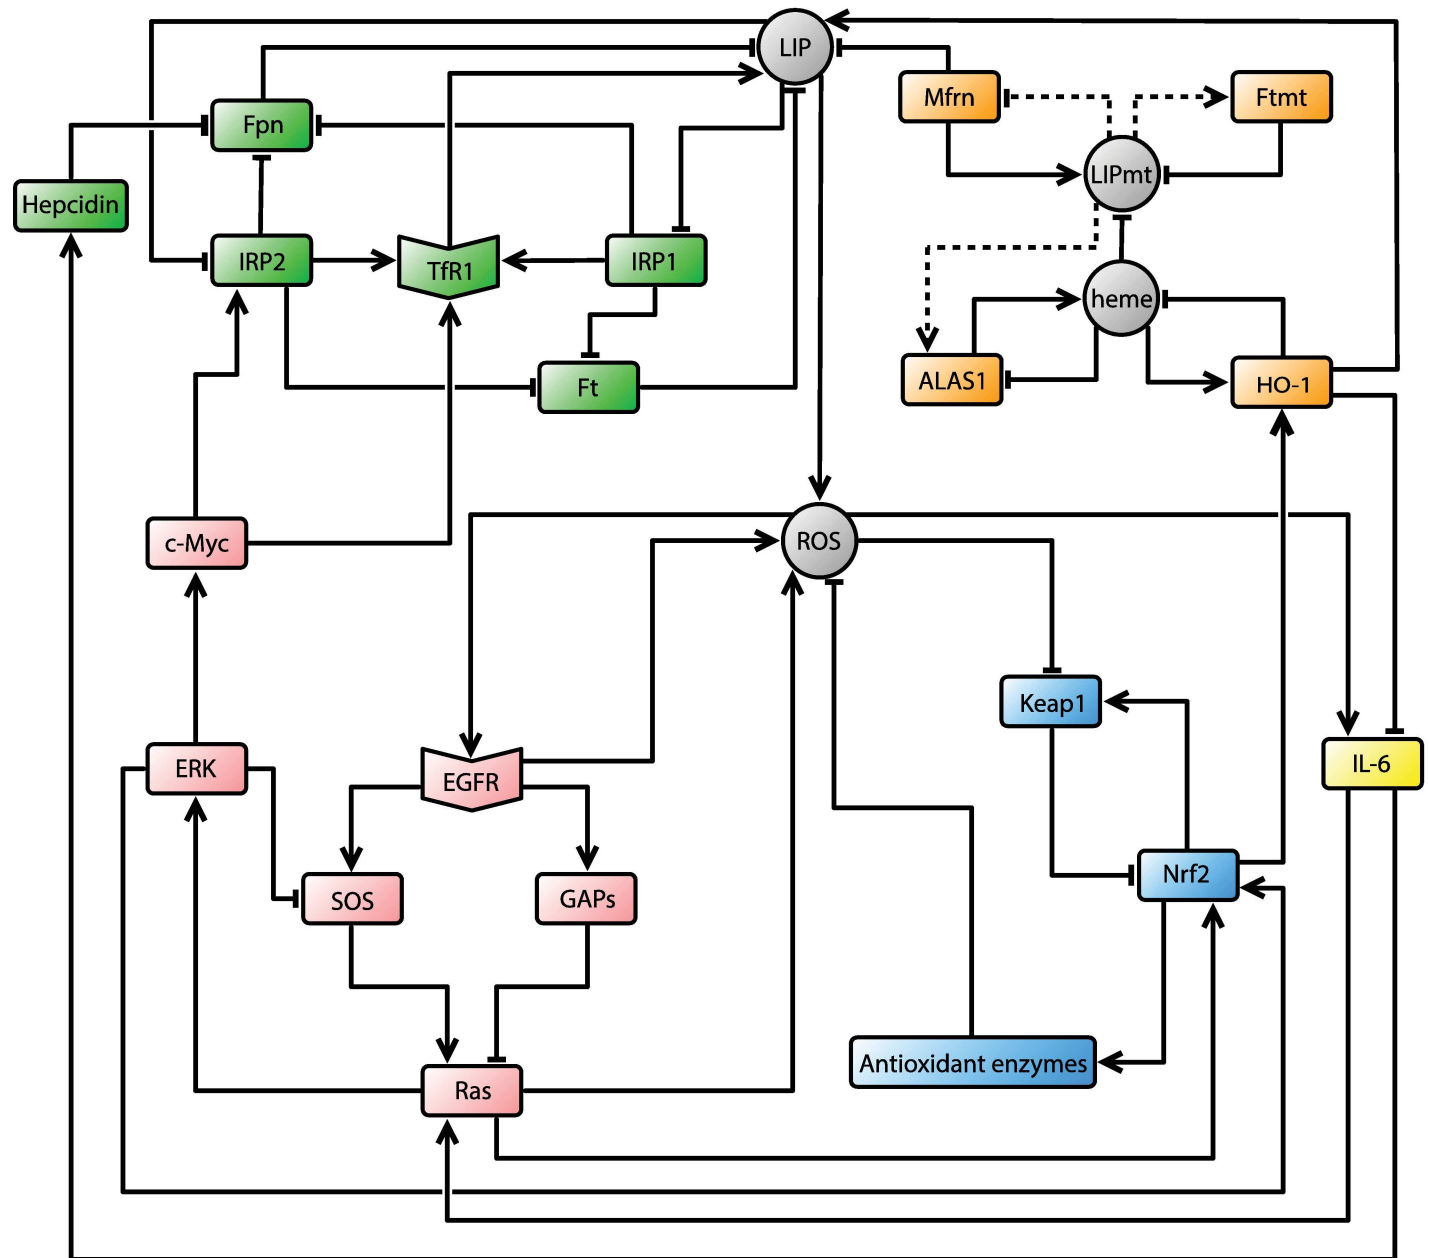 LIP
Mfrn
Ftmt
Fpn
LIPmt
Hepcidin
IRP2
TfR1
IRP1
heme
Ft
ALAS1
HO-1
c-Myc
ROS
Keap1
ERK
EGFR
IL-6
SOS
GAPs
Nrf2
Antioxidant enzymes
Ras